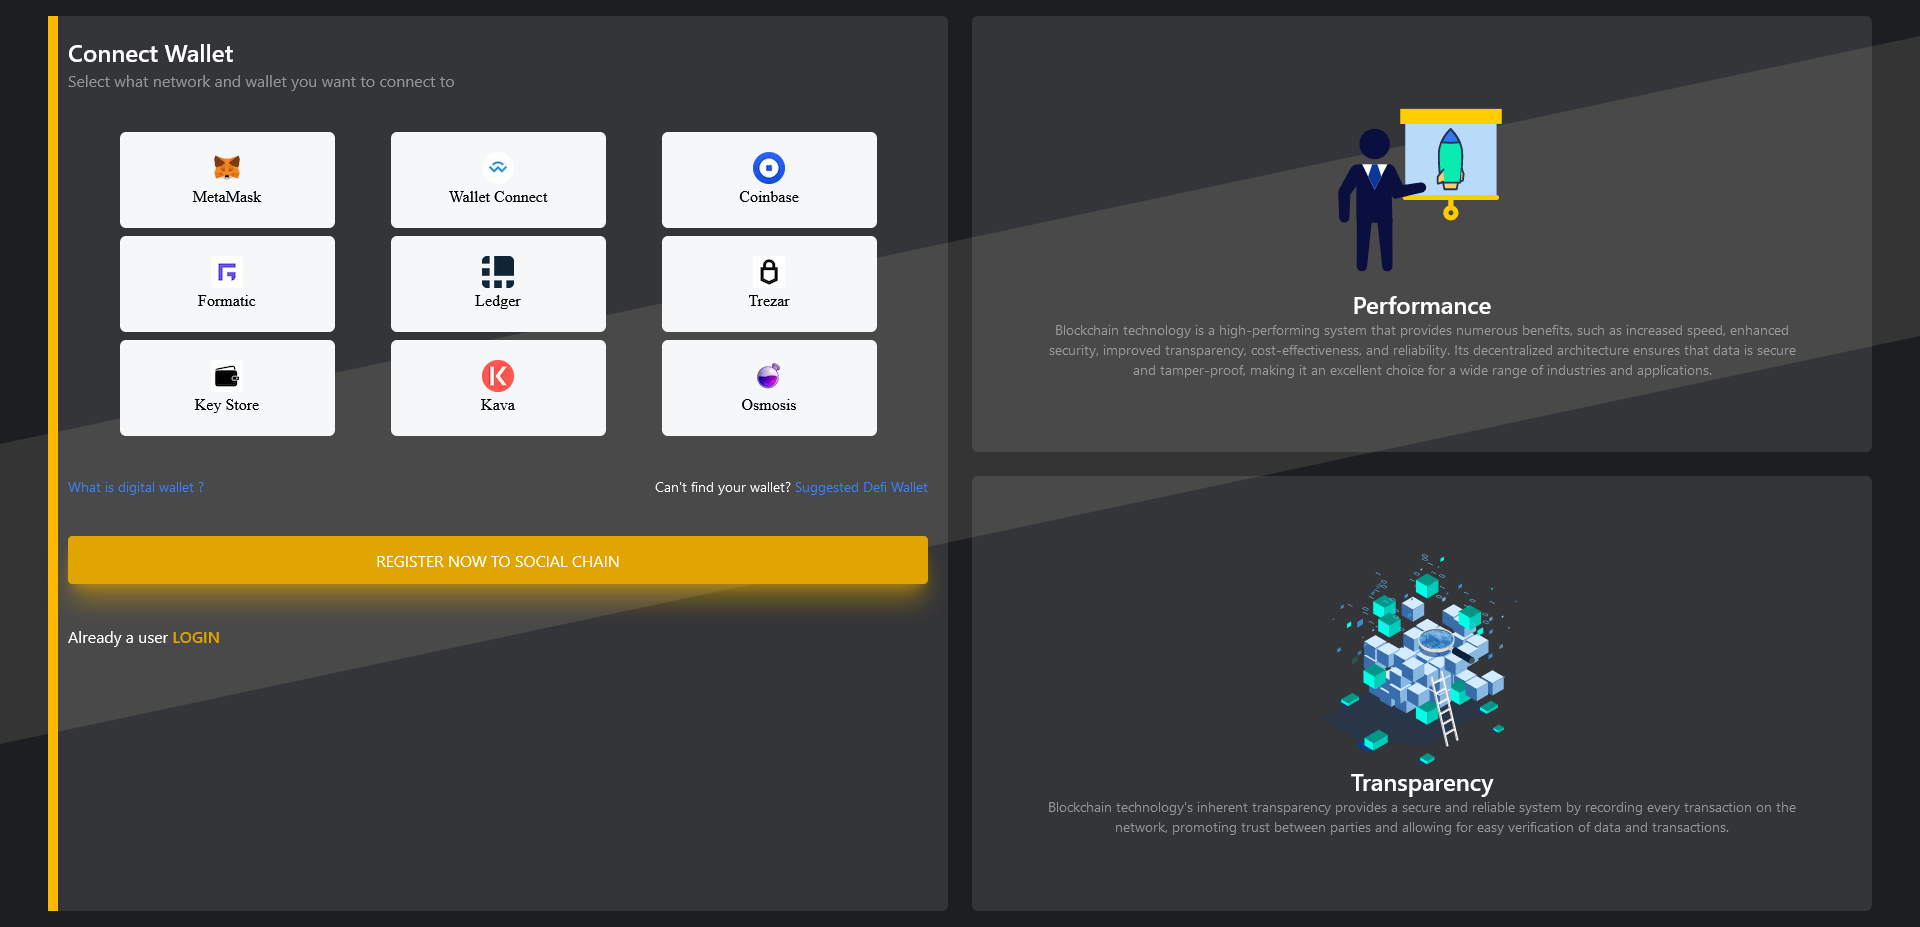 Connect Wallet
Select what network and wallet you want to connect to
MetaMask
Wallet Connect
Coinbase
Formatic
Ledger
Trezar
Key Store
Kava
Osmosis
What is digital wallet ?
Can't find your wallet? Suggested Defi Wallet
REGISTER NOW TO SOCIAL CHAIN
Already a user LOGIN
Performance
Blockchain technology is a high-performing system that provides numerous benefits, such as increased speed, enhanced
security, improved transparency, cost-effectiveness, and reliability. Its decentralized architecture ensures that data is secure
and tamper-proof, making it an excellent choice for a wide range of industries and applications.
Transparency
Blockchain technology's inherent transparency provides a secure and reliable system by recording every transaction on the
network, promoting trust between parties and allowing for easy verification of data and transactions.